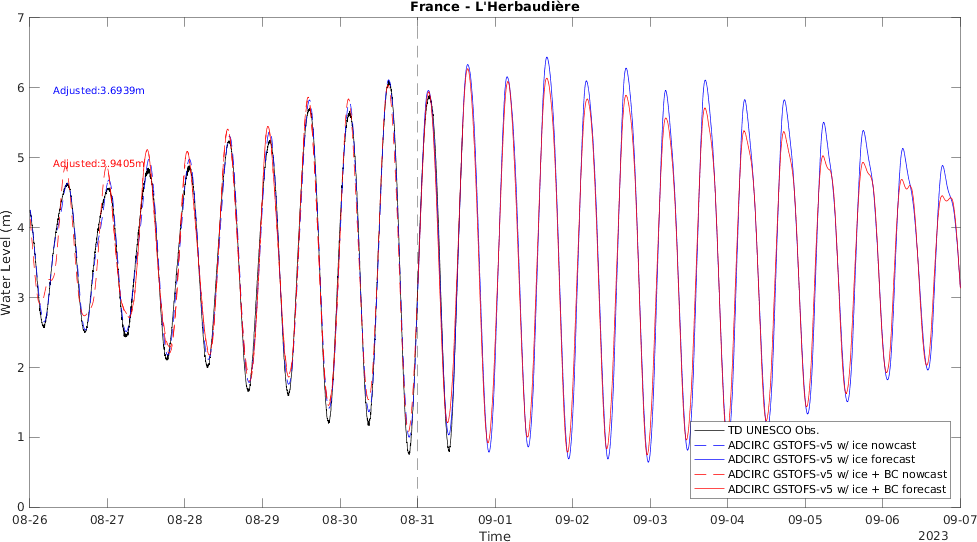 France - L'Herbaudière
7
6
5
4
3
2
1
0
Water Level (m)
Adjusted:3.6939m
Adjusted:3.9405m
TD UNESCO Obs.
ADCIRC GSTOFS-v5 w/ ice nowcast
ADCIRC GSTOFS-v5 w/ ice forecast
ADCIRC GSTOFS-v5 w/ ice + BC nowcast
ADCIRC GSTOFS-v5 w/ ice + BC forecast
08-26 08-27 08-28 08-29 08-30 08-31 09-01 09-02 09-03 09-04 09-05 09-06 09-07
Time
2023